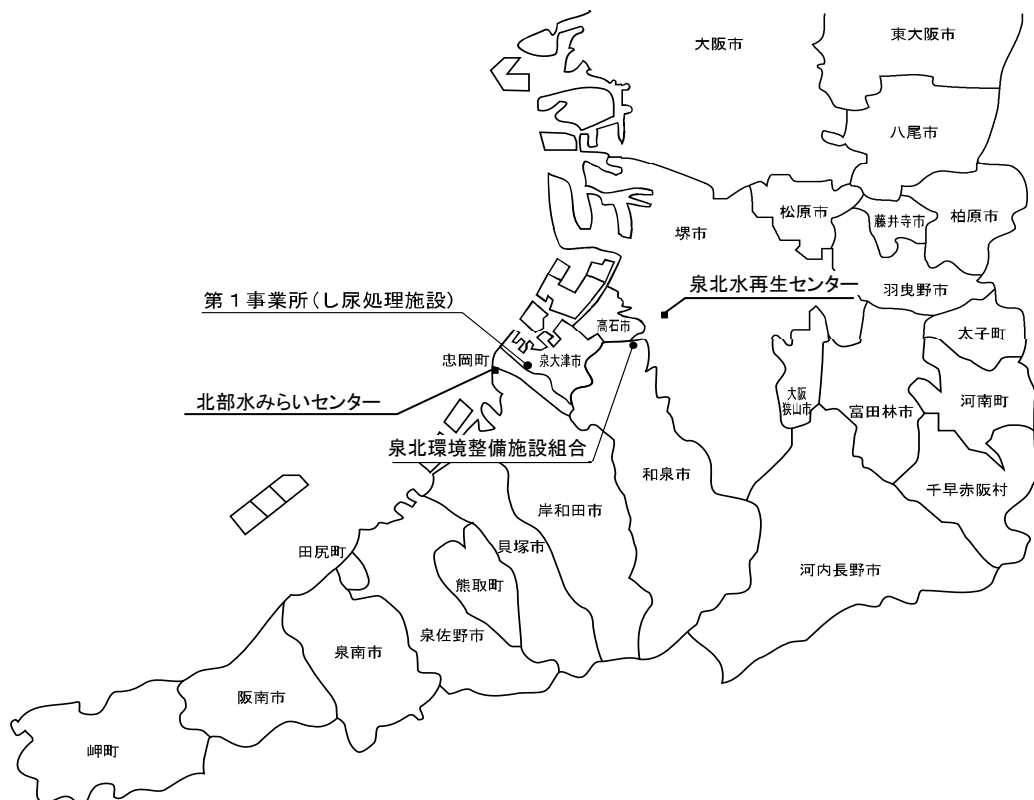 大阪市
東大阪市
八尾市
松原市
藤井寺市
柏原市
堺市
羽曳野市
泉北水再生センター
第１事業所（し尿処理施設）
高石市
太子町
忠岡町
泉大津市
北部水みらいセンター
大阪
狭山市
富田林市
河南町
泉北環境整備施設組合
和泉市
千早赤阪村
岸和田市
田尻町
貝塚市
熊取町
河内長野市
泉佐野市
泉南市
阪南市
岬町